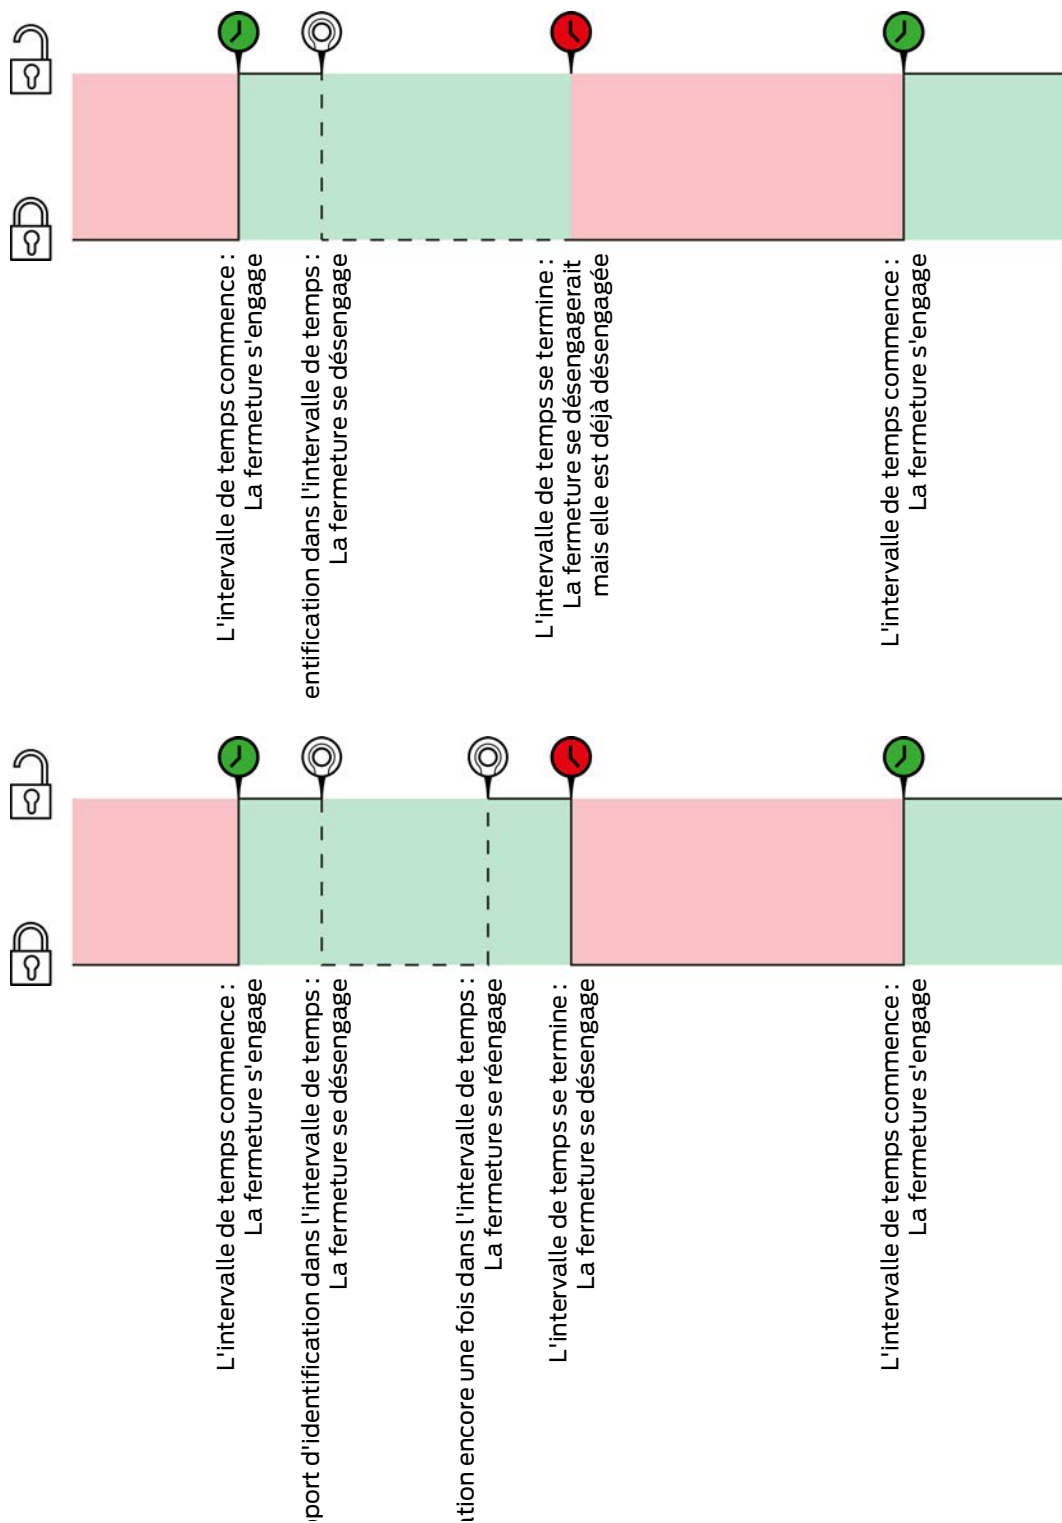 L'intervalle de temps commence :
La fermeture s'engage
entification dans l'intervalle de temps :
La fermeture se désengage
L'intervalle de temps se termine :
La fermeture se désengagerait
mais elle est déjà désengagée
L'intervalle de temps commence :
La fermeture s'engage
L'intervalle de temps commence :
La fermeture s'engage
port d'identification dans l'intervalle de temps :
La fermeture se désengage
ation encore une fois dans l'intervalle de temps :
La fermeture se réengage
L'intervalle de temps se termine :
La fermeture se désengage
L'intervalle de temps commence :
La fermeture s'engage